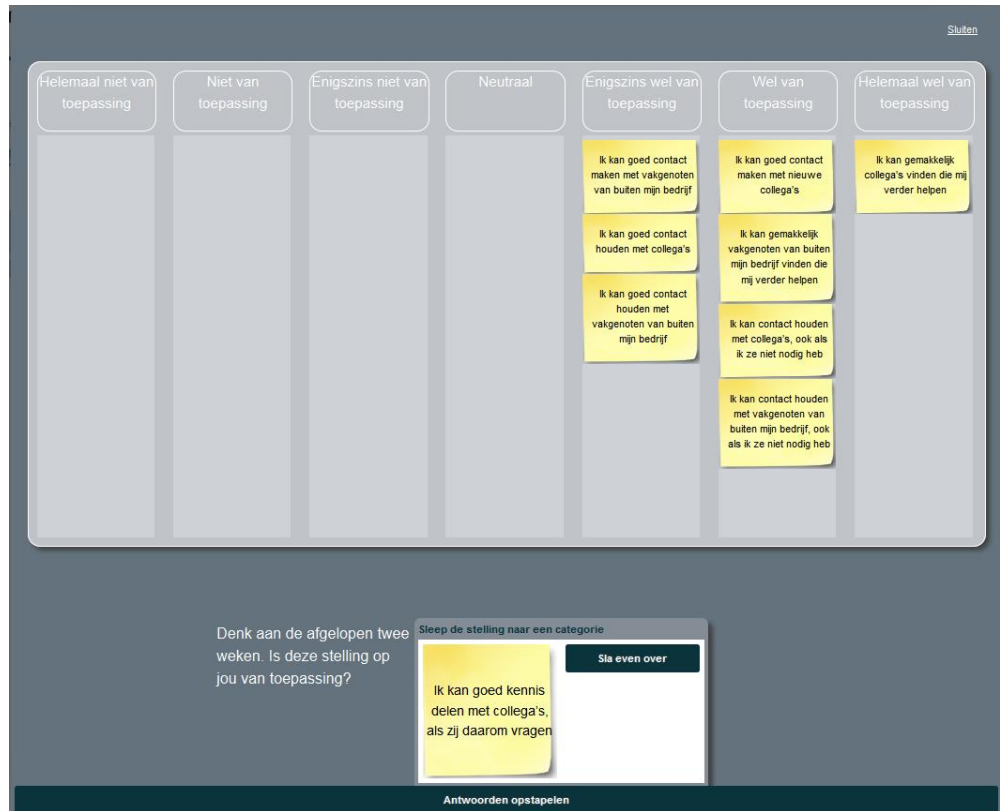 Sluiten
Helemaal niet van
toepassing
Niet van
toepassing
Enigszins niet van
toepassing
Neutraal
Enigszins wel van
toepassing
Wel van
toepassing
Helemaal wel van
toepassing
Ik kan goed contact
maken met vakgenoten
van buiten mijn bedrijf
Ik kan goed contact
houden met collega's
Ik kan goed contact
houden met
vakgenoten van buiten
mijn bedrijf
Ik kan goed contact
maken met nieuwe
collega's
Ik kan gemakkelijk
vakgenoten van buiten
mijn bedrijf vinden die
mij verder helpen
Ik kan contact houden
met collega's, ook als
ik ze niet nodig heb
Ik kan contact houden
met vakgenoten van
buiten mijn bedrijf, ook
als ik ze niet nodig heb
Ik kan gemakkelijk
collega's vinden die mij
verder helpen
Denk aan de afgelopen twee
weken. Is deze stelling op
jou van toepassing?
Sleep de stelling naar een categorie
Ik kan goed kennis
delen met collega's,
als zij daarom vragen
Sla even over
Antwoorden opstapelen